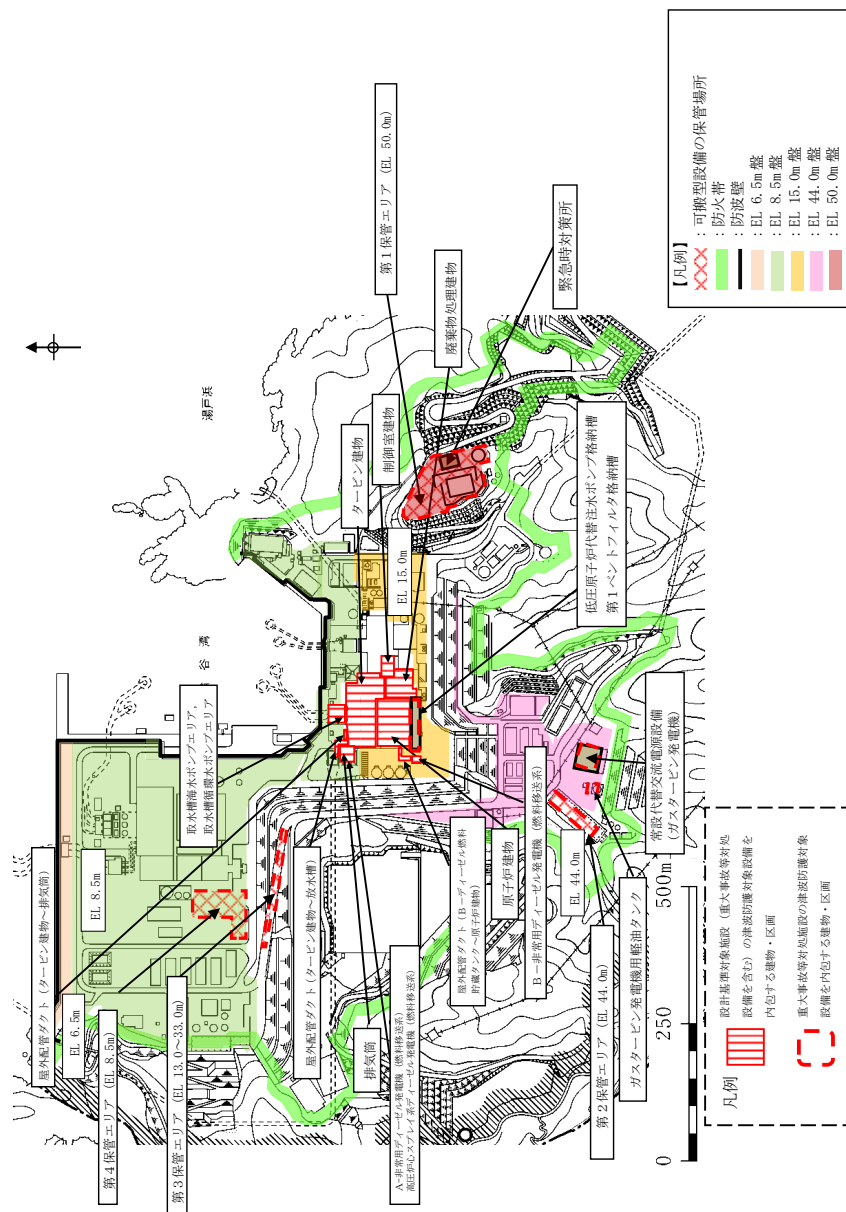 屋外配管ダクト(タービン建物~排気筒)
EL 6.5m
第4保管エリア(EL 8.5m)
第3保管エリア(EL 13.0~33.0m)
EL 8.5m
取水槽海水ポンプエリア,
取水槽循環水ポンプエリア
屋外配管ダクト(タービン建物~放水槽)
排気筒
A-非常用ディーゼル発電機(燃料移送系)
高圧炉心スプレイ系ディーゼル発電機(燃料移送系)
屋外配管ダクト(B-ディーゼル燃料
貯蔵タンク~原子炉建物)
原子炉建物
B-非常用ディーゼル発電機(燃料移送系)
EL 44.0m
第2保管エリア(EL 44.0m)
ガスタービン発電機用軽油タンク
常設代替交流電源設備
(ガスタービン発電機)
低圧原子炉代替注水ポンプ格納槽
第1ベントフィルタ格納槽
タービン建物
制御室建物
EL 15.0m
第1保管エリア(EL 50.0m)
廃棄物処理建物
緊急時対策所
湯戸浜
谷 湾
【凡例】
:可搬型設備の保管場所
:防火帯
:防波壁
:EL 6.5m盤
:EL 8.5m盤
:EL 15.0m盤
:EL 44.0m盤
:EL 50.0m盤
0
250
500m
凡例
設計基準対象施設(重大事故等対処
設備を含む)の津波防護対象設備を
内包する建物・区画
重大事故等対処施設の津波防護対象
設備を内包する建物・区画